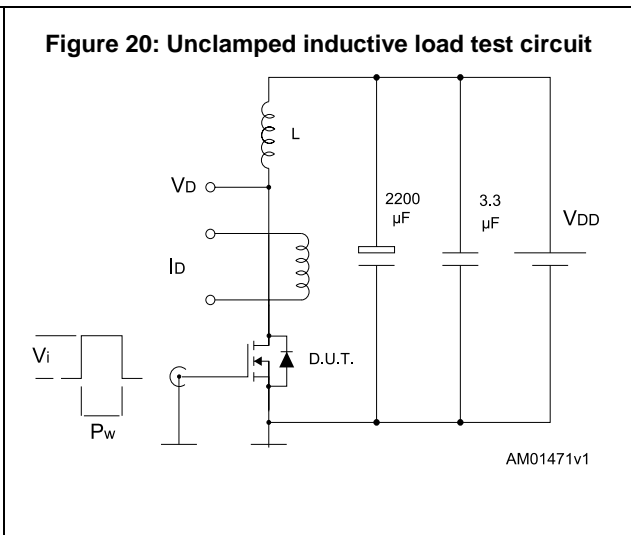 Figure 20: Unclamped inductive load test circuit
L
VD
2200
µF
3.3
µF
VDD
ID
Vi
D.U.T.
Pw
AM01471v1